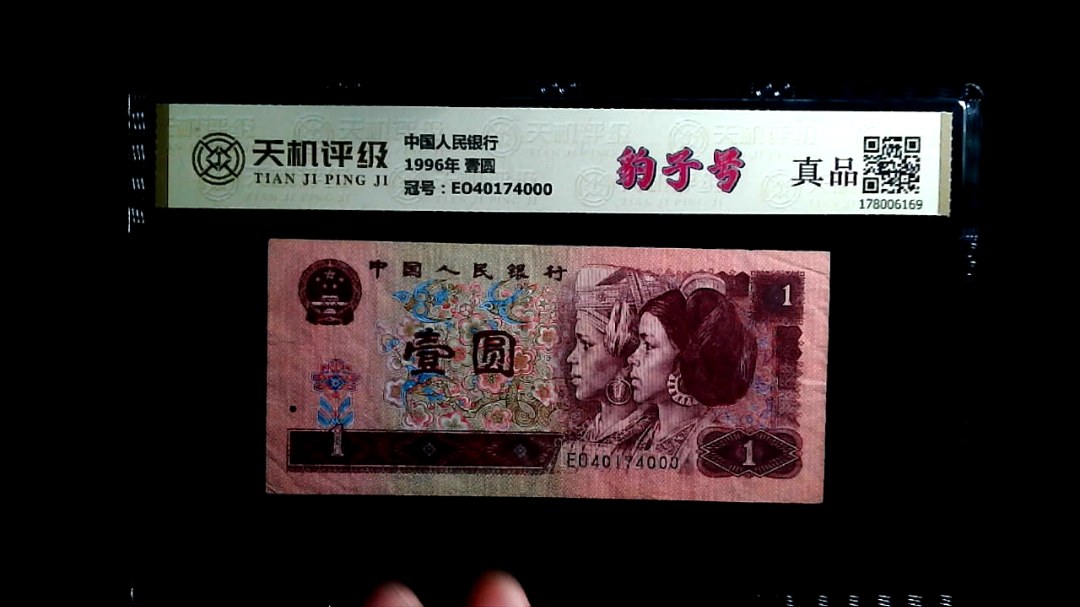 天机评级
TIAN JI PING JI
中国人民银行
1996年 壹圆
冠号：EO40174000
豹子号
真品
178006169
中国人民银行
1
壹圆
1
EO40174000
1